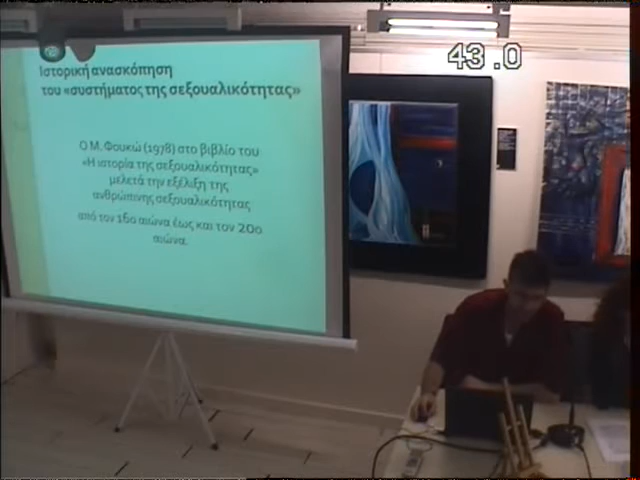 43.0
Ιστορική ανασκόπηση
του «συστήματος της σεξουαλικότητας»
Ο Μ. Φουκώ (1978) στο βιβλίο του
«Η ιστορία της σεξουαλικότητας»
μελετά την εξέλιξη της
ανθρώπινης σεξουαλικότητας
από τον 16ο αιώνα έως και τον 20ο
αιώνα.